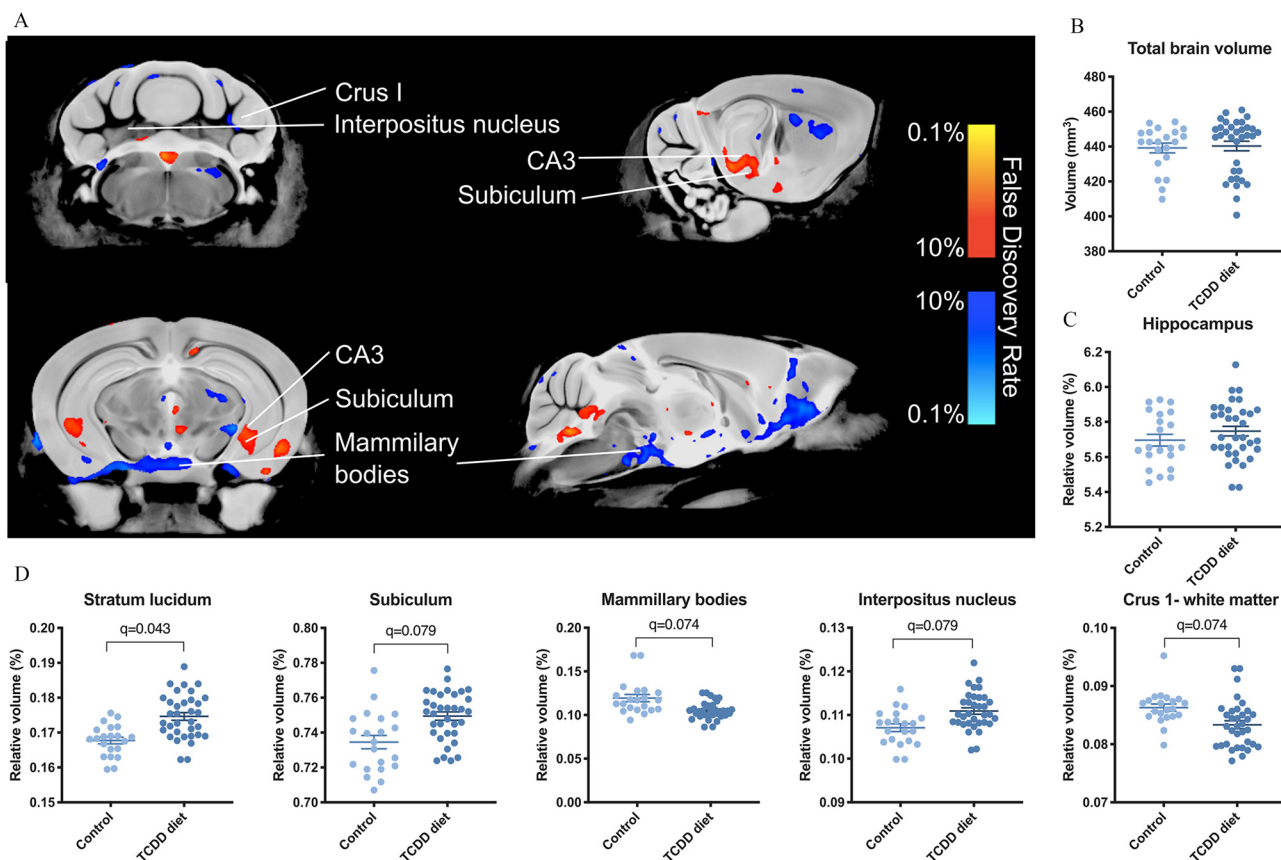 A
Crus I
Interpositus nucleus
CA3
Subiculum
0.1%
10%
10%
0.1%
False Discovery Rate
CA3
Subiculum
Mammilary
bodies
B
Total brain volume
Volume (mm3)
480
460
440
420
400
380
Control
TCDD diet
C
Hippocampus
Relative volume (%)
6.2
6.0
5.8
5.6
5.4
5.2
Control
TCDD diet
D
Stratum lucidum
q=0.043
Relative volume (%)
0.20
0.19
0.18
0.17
0.16
0.15
Control
TCDD diet
Subiculum
q=0.079
Relative volume (%)
0.80
0.78
0.76
0.74
0.72
0.70
Control
TCDD diet
Mammillary bodies
q=0.074
Relative volume (%)
0.20
0.15
0.10
0.05
0.00
Control
TCDD diet
Interpositus nucleus
q=0.079
Relative volume (%)
0.13
0.12
0.11
0.10
0.09
Control
TCDD diet
Crus 1- white matter
q=0.074
Relative volume (%)
0.10
0.09
0.08
0.07
Control
TCDD diet